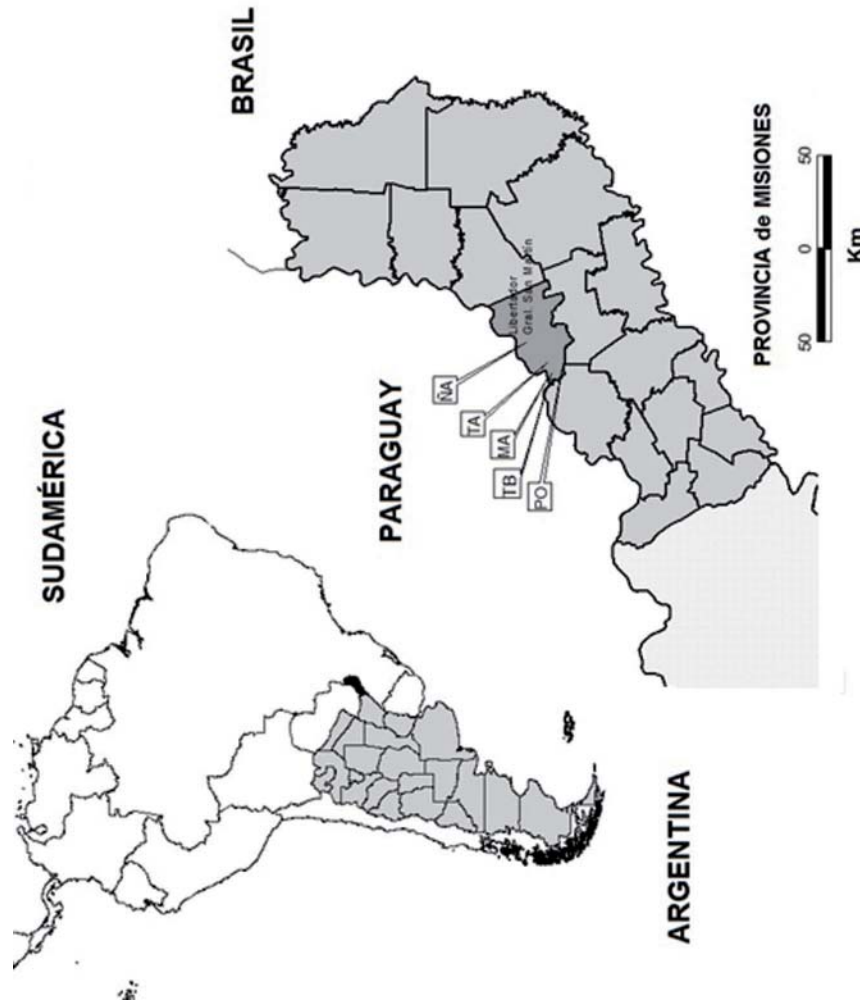 SUDAMÉRICA
BRASIL
PARAGUAY
ÑA
TA
MA
TB
PO
Libertador
Gral. San Martín
ARGENTINA
PROVINCIA de MISIONES
50 0 50
Km